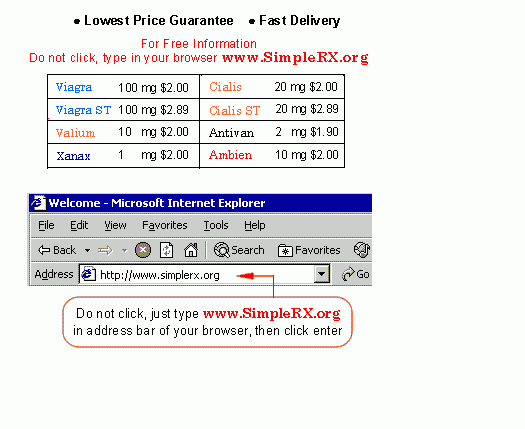 • Lowest Price Guarantee • Fast Delivery
For Free Information
Do not click, type in your browser www.SimpleRX.org
Viagra 100 mg $2.00 Cialis 20 mg $2.00
Viagra ST 100 mg $2.89 Cialis ST 20 mg $2.89
Valium 10 mg $2.00 Antivan 2 mg $1.90
Xanax 1 mg $2.00 Ambien 10 mg $2.00
Welcome - Microsoft Internet Explorer
File Edit View Favorites Tools Help
Back Search Favorites
Address http://www.simplerx.org Go
Do not click, just type www.SimpleRX.org
in address bar of your browser, then click enter